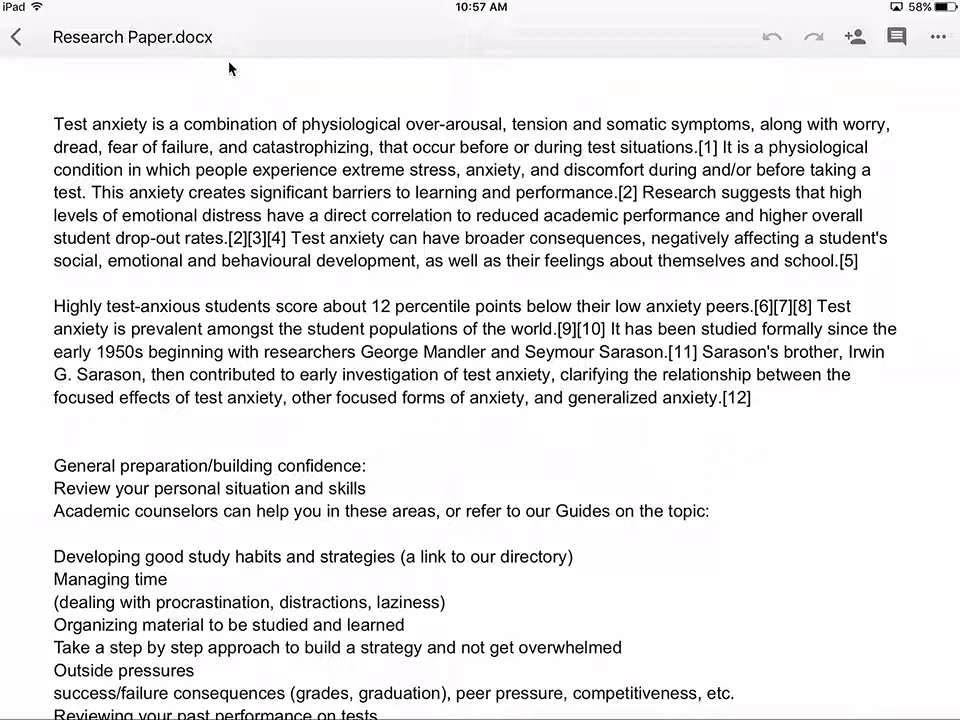 iPad 10:57 AM 58%
Research Paper.docx
Test anxiety is a combination of physiological over-arousal, tension and somatic symptoms, along with worry,
dread, fear of failure, and catastrophizing, that occur before or during test situations.[1] It is a physiological
condition in which people experience extreme stress, anxiety, and discomfort during and/or before taking a
test. This anxiety creates significant barriers to learning and performance.[2] Research suggests that high
levels of emotional distress have a direct correlation to reduced academic performance and higher overall
student drop-out rates.[2][3][4] Test anxiety can have broader consequences, negatively affecting a student's
social, emotional and behavioural development, as well as their feelings about themselves and school.[5]
Highly test-anxious students score about 12 percentile points below their low anxiety peers.[6][7][8] Test
anxiety is prevalent amongst the student populations of the world.[9][10] It has been studied formally since the
early 1950s beginning with researchers George Mandler and Seymour Sarason.[11] Sarason's brother, Irwin
G. Sarason, then contributed to early investigation of test anxiety, clarifying the relationship between the
focused effects of test anxiety, other focused forms of anxiety, and generalized anxiety.[12]
General preparation/building confidence:
Review your personal situation and skills
Academic counselors can help you in these areas, or refer to our Guides on the topic:
Developing good study habits and strategies (a link to our directory)
Managing time
(dealing with procrastination, distractions, laziness)
Organizing material to be studied and learned
Take a step by step approach to build a strategy and not get overwhelmed
Outside pressures
success/failure consequences (grades, graduation), peer pressure, competitiveness, etc.
Reviewing your past performance on tests